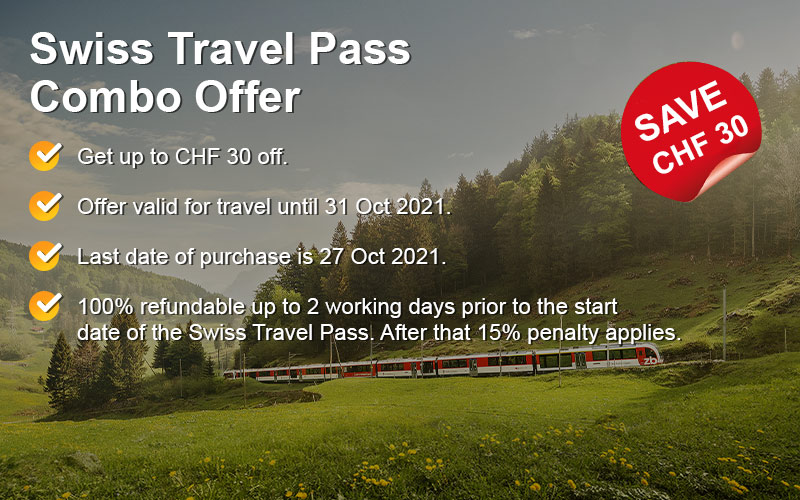 Swiss Travel Pass
Combo Offer
SAVE
CHF 30
Get up to CHF 30 off.
Offer valid for travel until 31 Oct 2021.
Last date of purchase is 27 Oct 2021.
100% refundable up to 2 working days prior to the start
date of the Swiss Travel Pass. After that 15% penalty applies.
zb